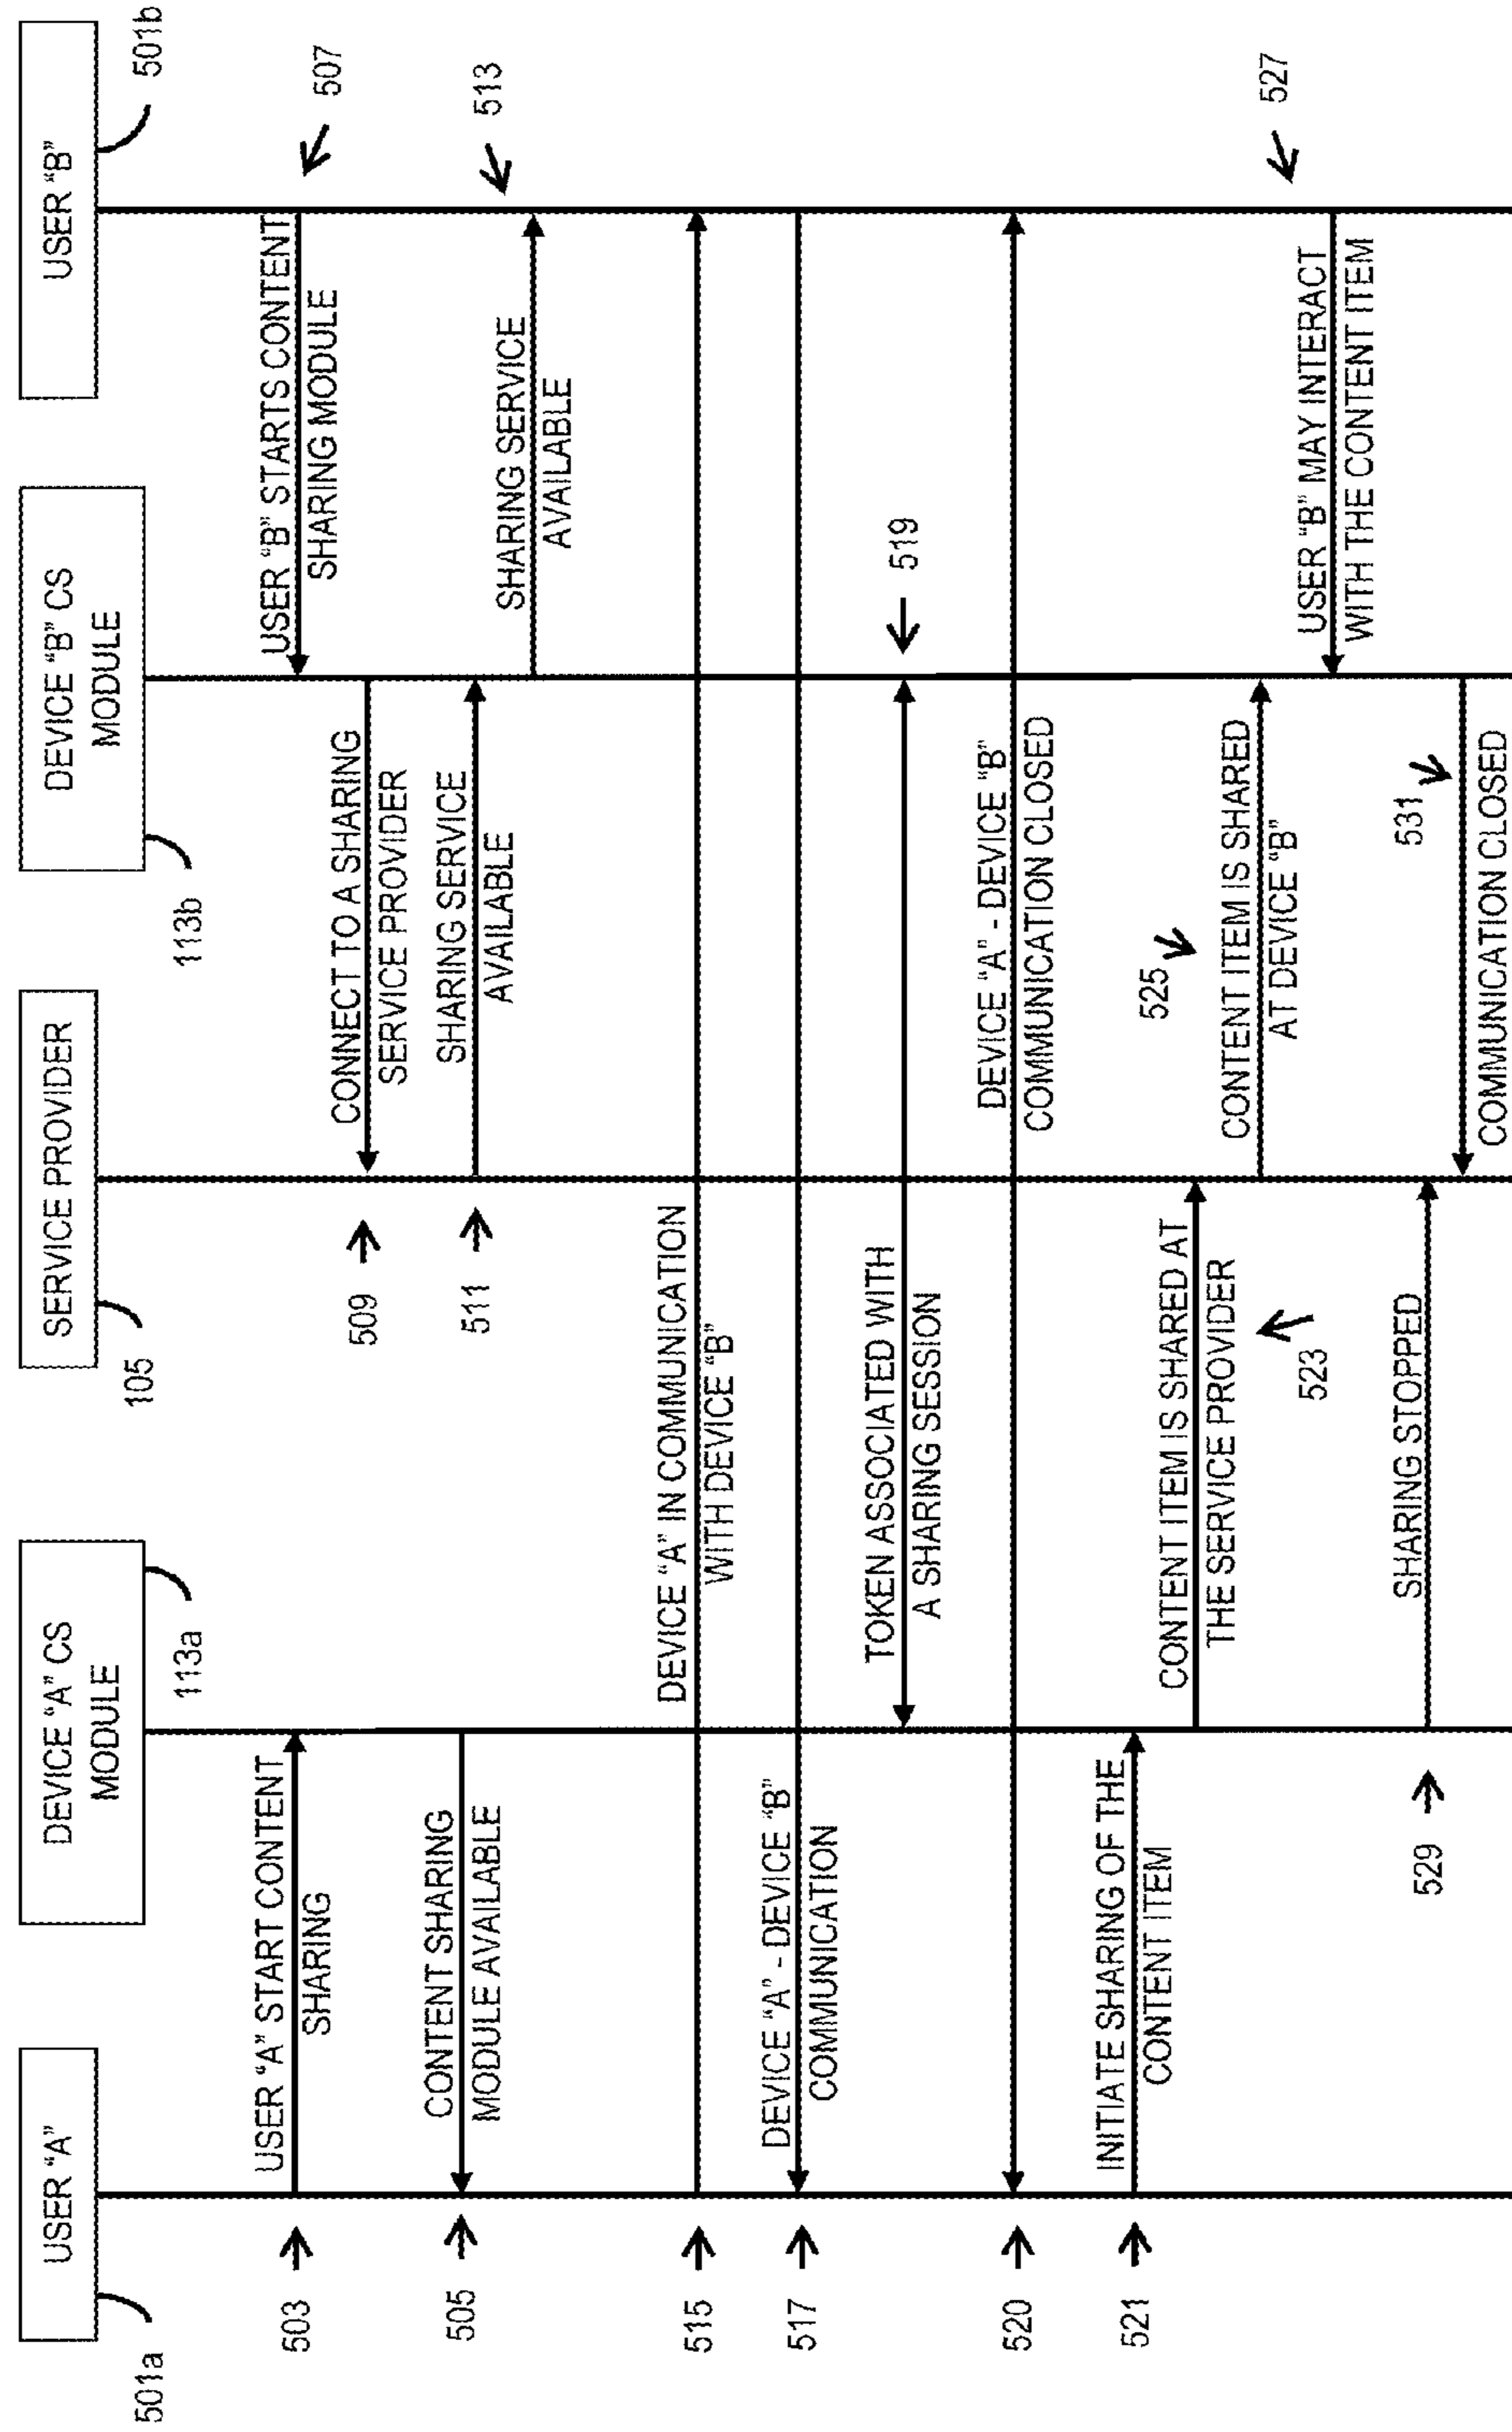 USER "A"
501a
DEVICE "A" CS
MODULE
113a
SERVICE PROVIDER
105
DEVICE "B" CS
MODULE
113b
USER "B"
501b
503
USER "A" START CONTENT
SHARING
USER "B" STARTS CONTENT
SHARING MODULE
507
509
CONNECT TO A SHARING
SERVICE PROVIDER
505
CONTENT SHARING
MODULE AVAILABLE
511
SHARING SERVICE
AVAILABLE
SHARING SERVICE
AVAILABLE
513
515
DEVICE "A" IN COMMUNICATION
WITH DEVICE "B"
517
DEVICE "A" - DEVICE "B"
COMMUNICATION
TOKEN ASSOCIATED WITH
A SHARING SESSION
519
520
DEVICE "A" - DEVICE "B"
COMMUNICATION CLOSED
521
INITIATE SHARING OF THE
CONTENT ITEM
CONTENT ITEM IS SHARED AT
THE SERVICE PROVIDER
523
525
CONTENT ITEM IS SHARED
AT DEVICE "B"
USER "B" MAY INTERACT
WITH THE CONTENT ITEM
527
529
SHARING STOPPED
531
COMMUNICATION CLOSED